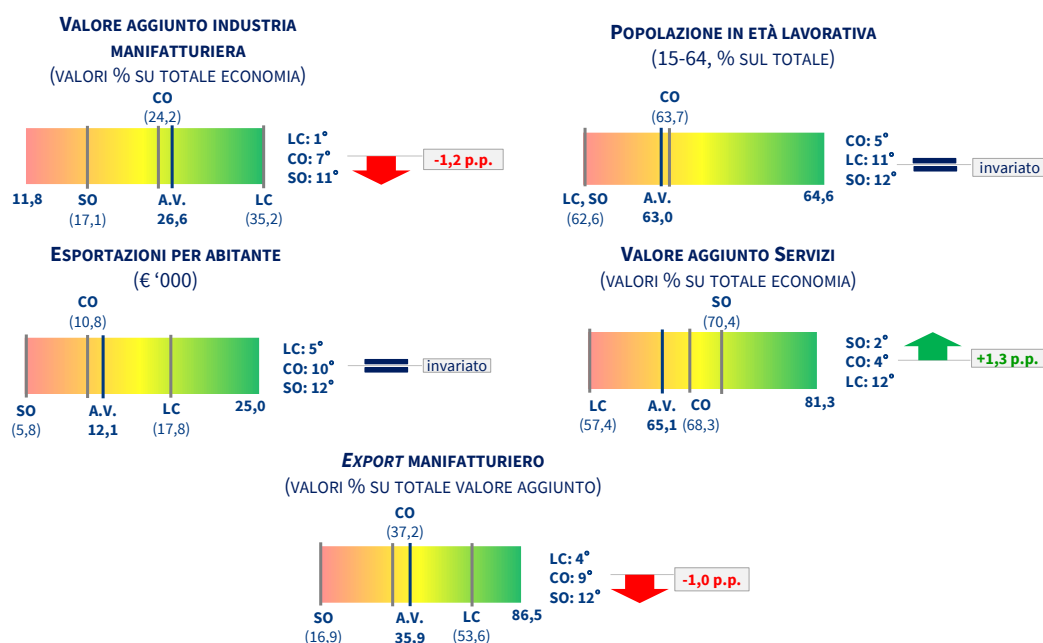 VALORE AGGIUNTO INDUSTRIA
MANIFATTURIERA
(VALORI % SU TOTALE ECONOMIA)
CO
(24,2)
LC: 1°
CO: 7°
SO: 11°
-1,2 p.p.
11,8
SO
(17,1)
A.V.
26,6
LC
(35,2)
POPOLAZIONE IN ETÀ LAVORATIVA
(15-64, % SUL TOTALE)
CO
(63,7)
CO: 5°
LC: 11°
SO: 12°
invariato
LC, SO
(62,6)
A.V.
63,0
64,6
ESPORTAZIONI PER ABITANTE
(€ ‘000)
CO
(10,8)
LC: 5°
CO: 10°
SO: 12°
invariato
SO
(5,8)
A.V.
12,1
LC
(17,8)
25,0
VALORE AGGIUNTO SERVIZI
(VALORI % SU TOTALE ECONOMIA)
SO
(70,4)
SO: 2°
CO: 4°
LC: 12°
+1,3 p.p.
LC
(57,4)
A.V.
65,1
CO
(68,3)
81,3
EXPORT MANIFATTURIERO
(VALORI % SU TOTALE VALORE AGGIUNTO)
CO
(37,2)
LC: 4°
CO: 9°
SO: 12°
-1,0 p.p.
SO
(16,9)
A.V.
35,9
LC
(53,6)
86,5